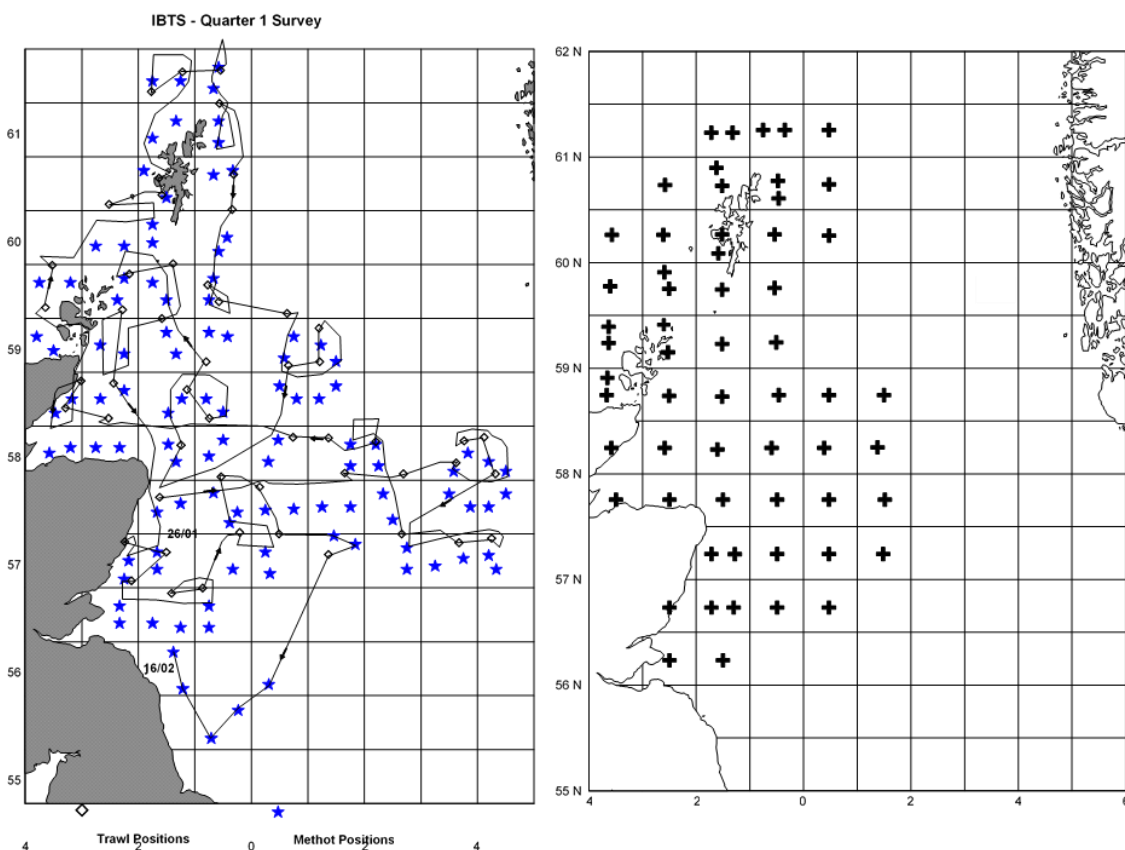 IBTS - Quarter 1 Survey
61
60
59
58
57
56
55
26/01
16/02
Trawl Positions
Methot Positions
4
2
0
2
4
62 N
61 N
60 N
59 N
58 N
57 N
56 N
55 N
4
2
0
2
4
6